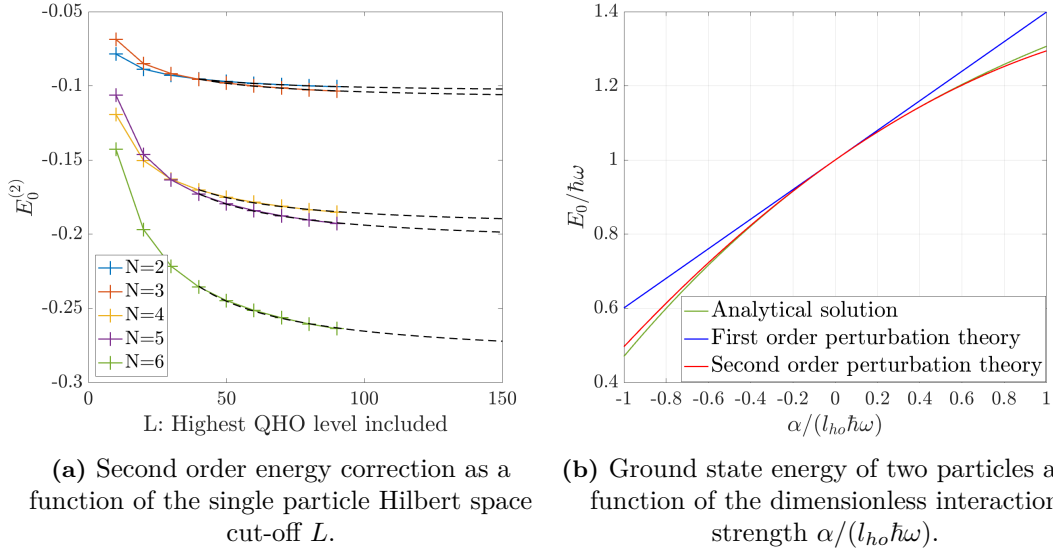 -0.05
-0.1
-0.15
-0.2
-0.25
-0.3
E_0^{(2)}
N=2
N=3
N=4
N=5
N=6
0 50 100 150
L: Highest QHO level included
(a) Second order energy correction as a
function of the single particle Hilbert space
cut-off L.
1.4
1.2
1
0.8
0.6
0.4
E_0/ℏω
Analytical solution
First order perturbation theory
Second order perturbation theory
-1 -0.8 -0.6 -0.4 -0.2 0 0.2 0.4 0.6 0.8 1
α/(l_{ho}ℏω)
(b) Ground state energy of two particles a
function of the dimensionless interaction
strength α/(l_{ho}ℏω).